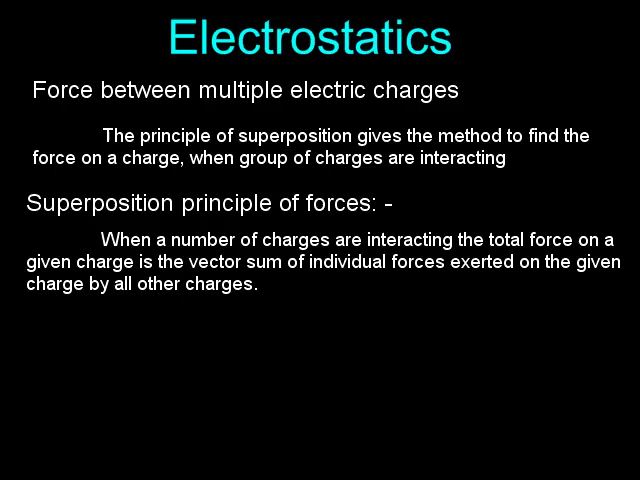 Electrostatics
Force between multiple electric charges
The principle of superposition gives the method to find the
force on a charge, when group of charges are interacting
Superposition principle of forces: -
When a number of charges are interacting the total force on a
given charge is the vector sum of individual forces exerted on the given
charge by all other charges.